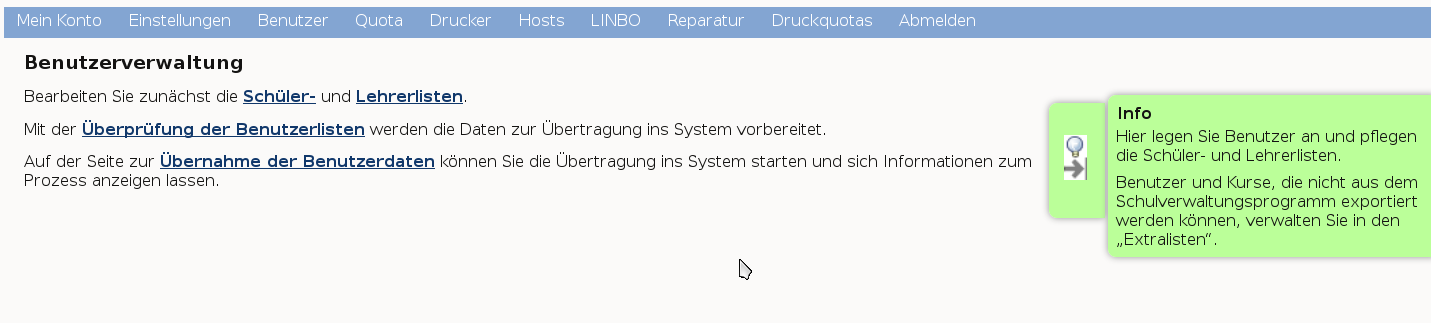 Mein Konto Einstellungen Benutzer Quota Drucker Hosts LINBO Reparatur Druckquotas Abmelden
Benutzerverwaltung
Bearbeiten Sie zunächst die Schüler- und Lehrerlisten.
Mit der Überprüfung der Benutzerlisten werden die Daten zur Übertragung ins System vorbereitet.
Auf der Seite zur Übernahme der Benutzerdaten können Sie die Übertragung ins System starten und sich Informationen zum
Prozess anzeigen lassen.
Info
Hier legen Sie Benutzer an und pflegen
die Schüler- und Lehrerlisten.
Benutzer und Kurse, die nicht aus dem
Schulverwaltungsprogramm exportiert
werden können, verwalten Sie in den
„Extralisten“.